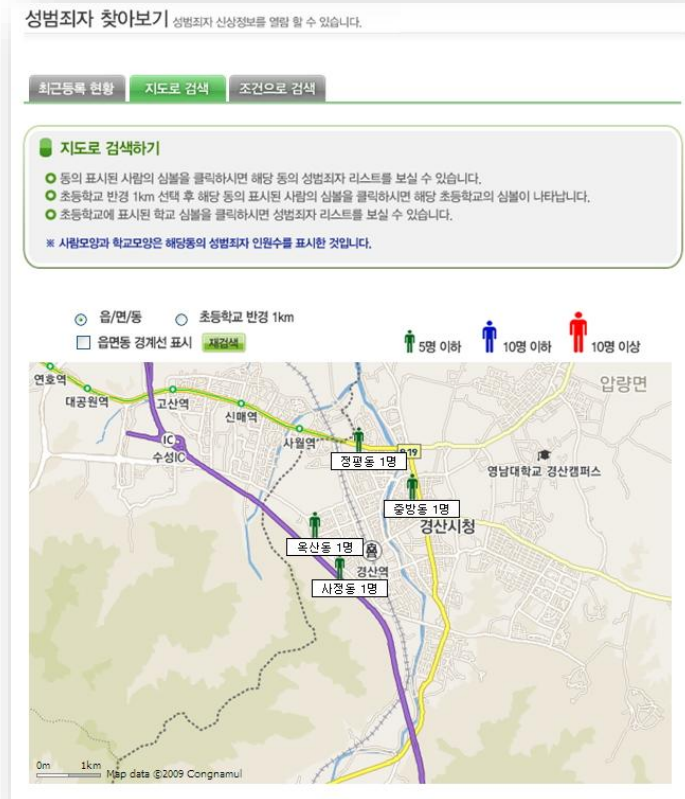 성범죄자 찾아보기 성범죄자 신상정보를 열람 할 수 있습니다.
최근등록 현황 지도로 검색 조건으로 검색
지도로 검색하기
동의 표시된 사람의 심볼을 클릭하시면 해당 동의 성범죄자 리스트를 보실 수 있습니다.
초등학교 반경 1km 선택 후 해당 동의 표시된 사람의 심볼을 클릭하시면 해당 초등학교의 심볼이 나타납니다.
초등학교에 표시된 학교 심볼을 클릭하시면 성범죄자 리스트를 보실 수 있습니다.
※ 사람모양과 학교모양은 해당동의 성범죄자 인원수를 표시한 것입니다.
읍/면/동 초등학교 반경 1km
읍면동 경계선 표시 재검색
5명 이하 10명 이하 10명 이상
연호역
압량면
대공원역
고산역
신매역
사월역
IC
수성IC
919
정평동 1명
영남대학교 경산캠퍼스
중방동 1명
경산시청
옥산동 1명
경산역
사정동 1명
0m 1km
Map data @2009 Congnamul